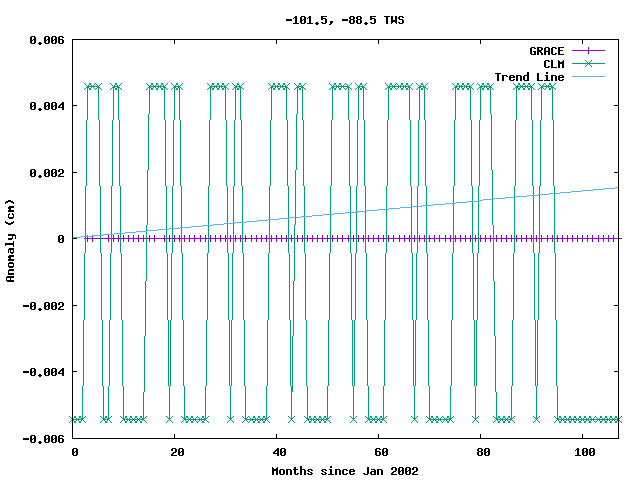 -101.5, -88.5 TWS
0.006
0.004
0.002
0
-0.002
-0.004
-0.006
Anomaly (cm)
GRACE
CLM
Trend Line
0 20 40 60 80 100
Months since Jan 2002